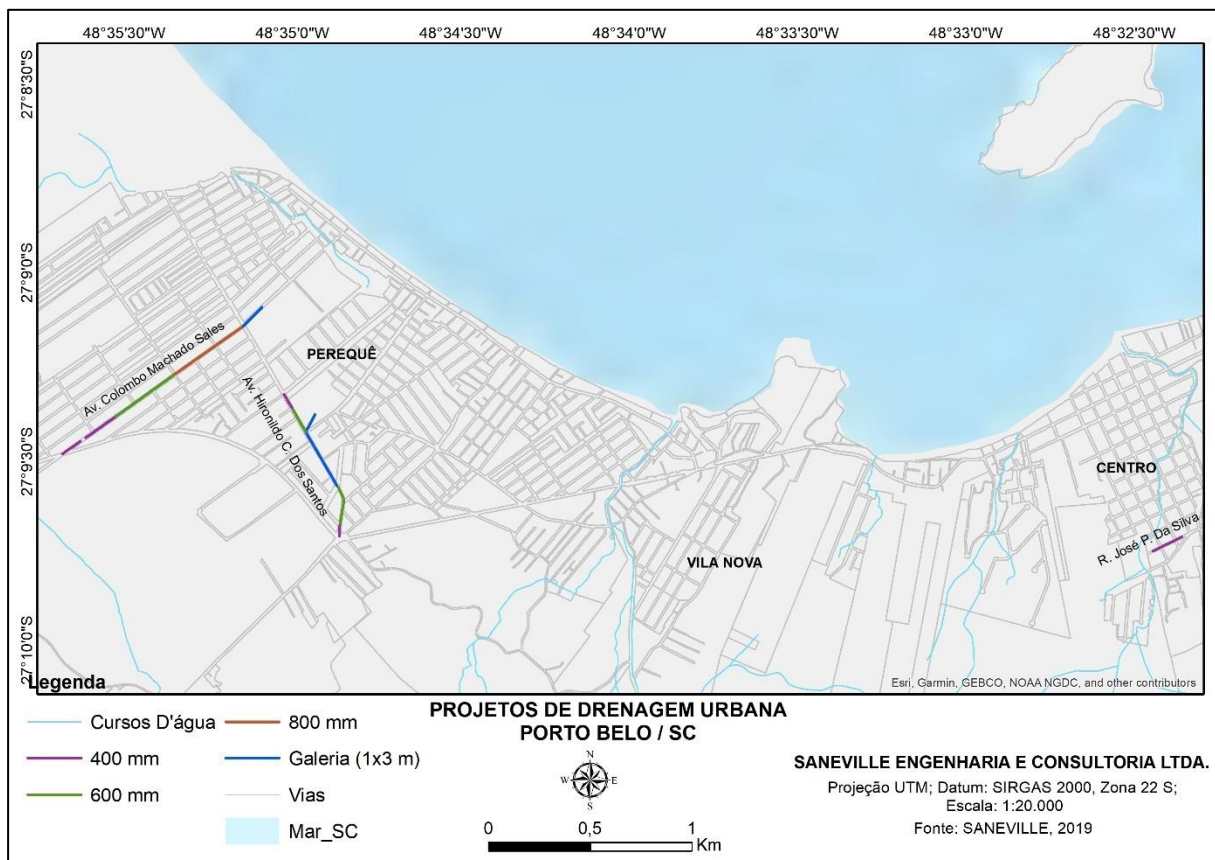 48°35'30"W 48°35'0"W 48°34'30"W 48°34'0"W 48°33'30"W 48°33'0"W 48°32'30"W
27°8'30"S
27°9'0"S
27°9'30"S
27°10'0"S
Av. Colombo Machado Sales
PEREQUÊ
Av. Hironildo C. Dos Santos
CENTRO
R. José P. Da Silva
VILA NOVA
Esri, Garmin, GEBCO, NOAA NGDC, and other contributors
Legenda
Cursos D'água
400 mm
600 mm
800 mm
Galeria (1x3 m)
Vias
Mar_SC
PROJETOS DE DRENAGEM URBANA
PORTO BELO / SC
N
W E
S
0 0,5 1
Km
SANEVILLE ENGENHARIA E CONSULTORIA LTDA.
Projeção UTM; Datum: SIRGAS 2000, Zona 22 S;
Escala: 1:20.000
Fonte: SANEVILLE, 2019